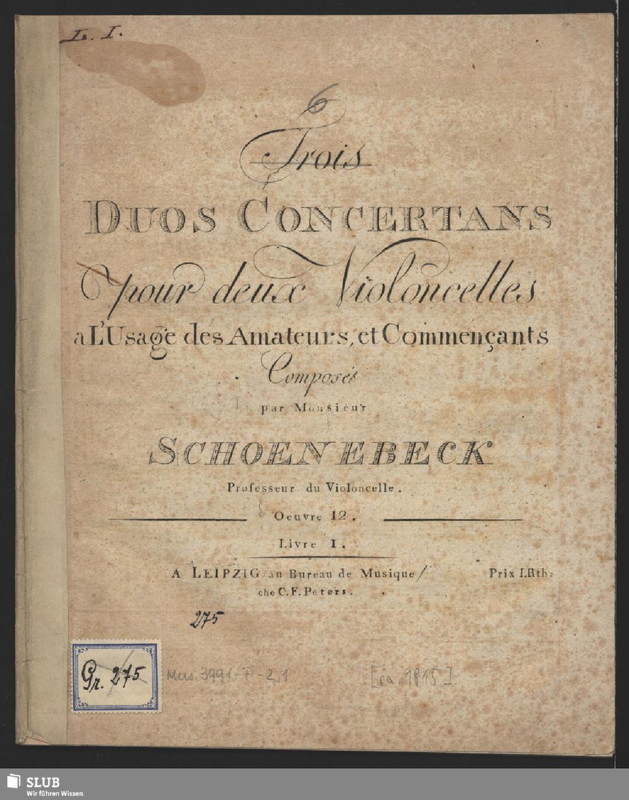 L. I.
6
Trois
DUOS CONCERTANS
pour deux Violoncelles
a L'Usage des Amateurs, et Commençants
Composés
par Monsieur
SCHOENEBECK
Professeur du Violoncelle.
Oeuvre 12.
Livre I.
A LEIPZIG au Bureau de Musique
che C. F. Peters.
Prix I.Rth:
275
Gr. 275
Mus. 3991-P-2,1
[ca 1815]
SLUB
Wir führen Wissen.